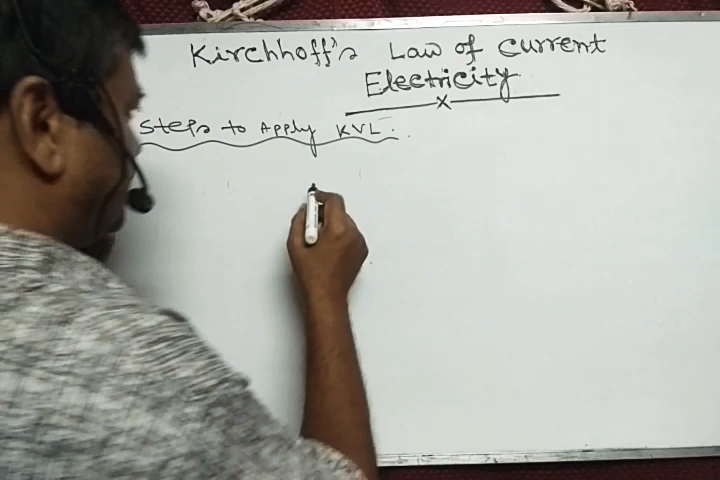 Kirchhoff's Law of current
Electricity
Steps to Apply KVL.